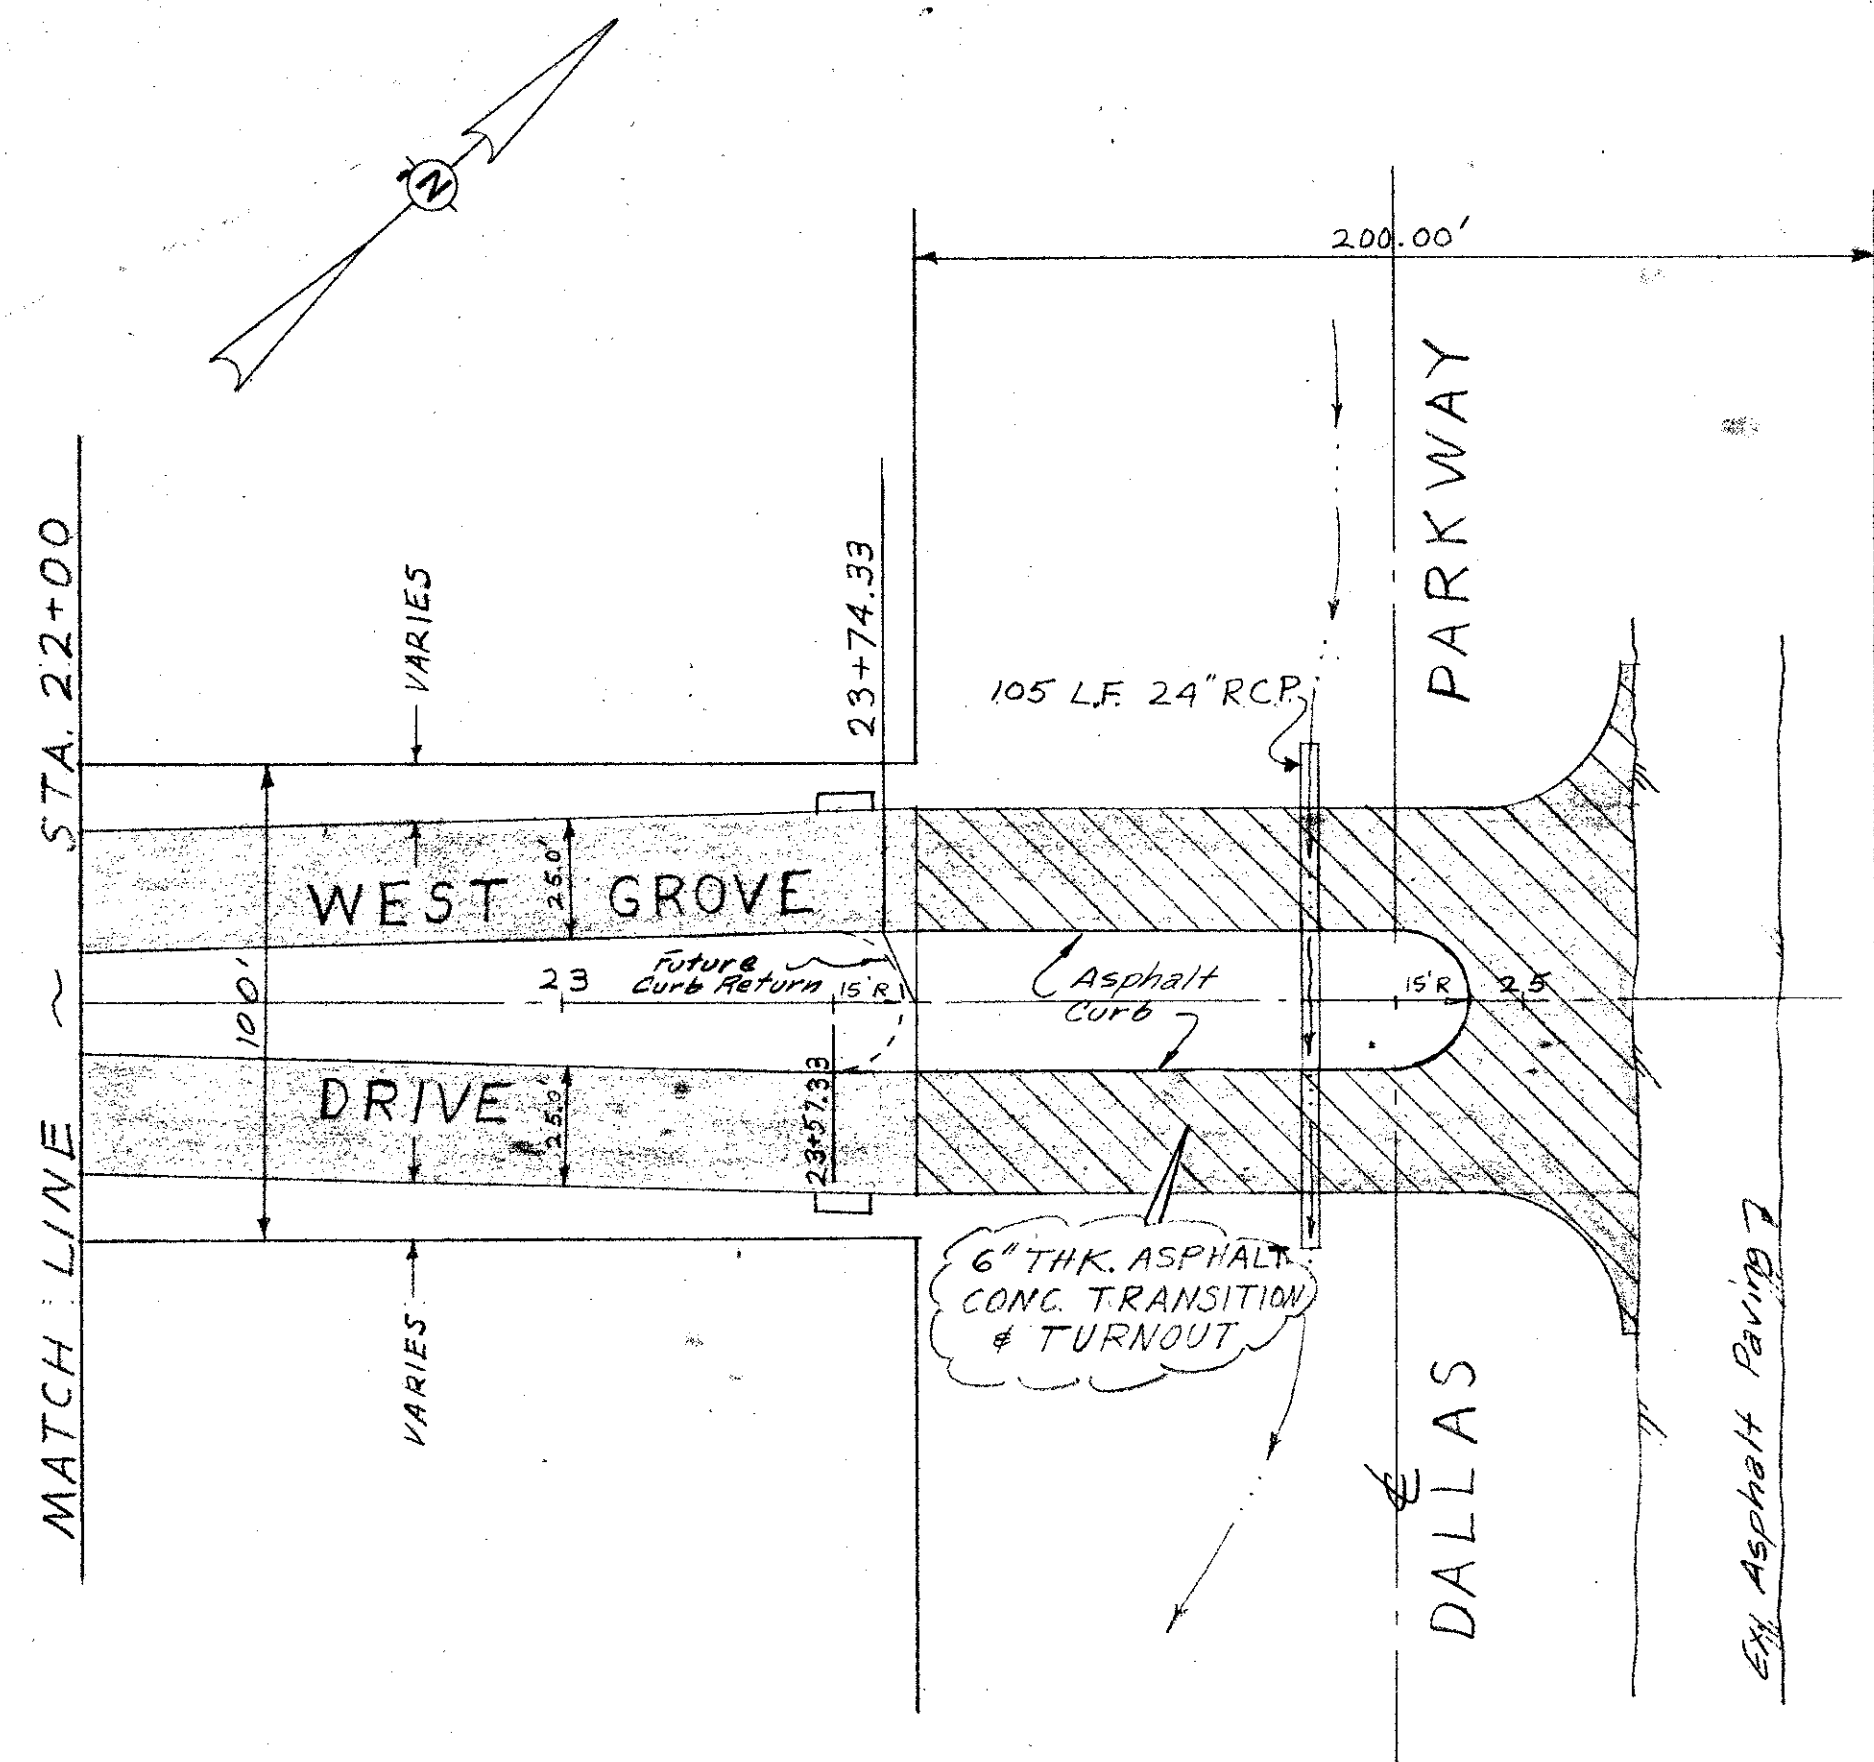 N
200.00'
MATCH LINE ~ STA. 22+00
VARIES
23+74.33
PARKWAY
105 L.F. 24" R.C.P.
WEST GROVE
25.0'
100'
23
Future
Curb Return
15'R
Asphalt
Curb
15'R
25
DRIVE
25.0'
23+57.33
6" THK. ASPHALT
CONC. TRANSITION
& TURNOUT
VARIES
℄
DALLAS
Ex. Asphalt Paving